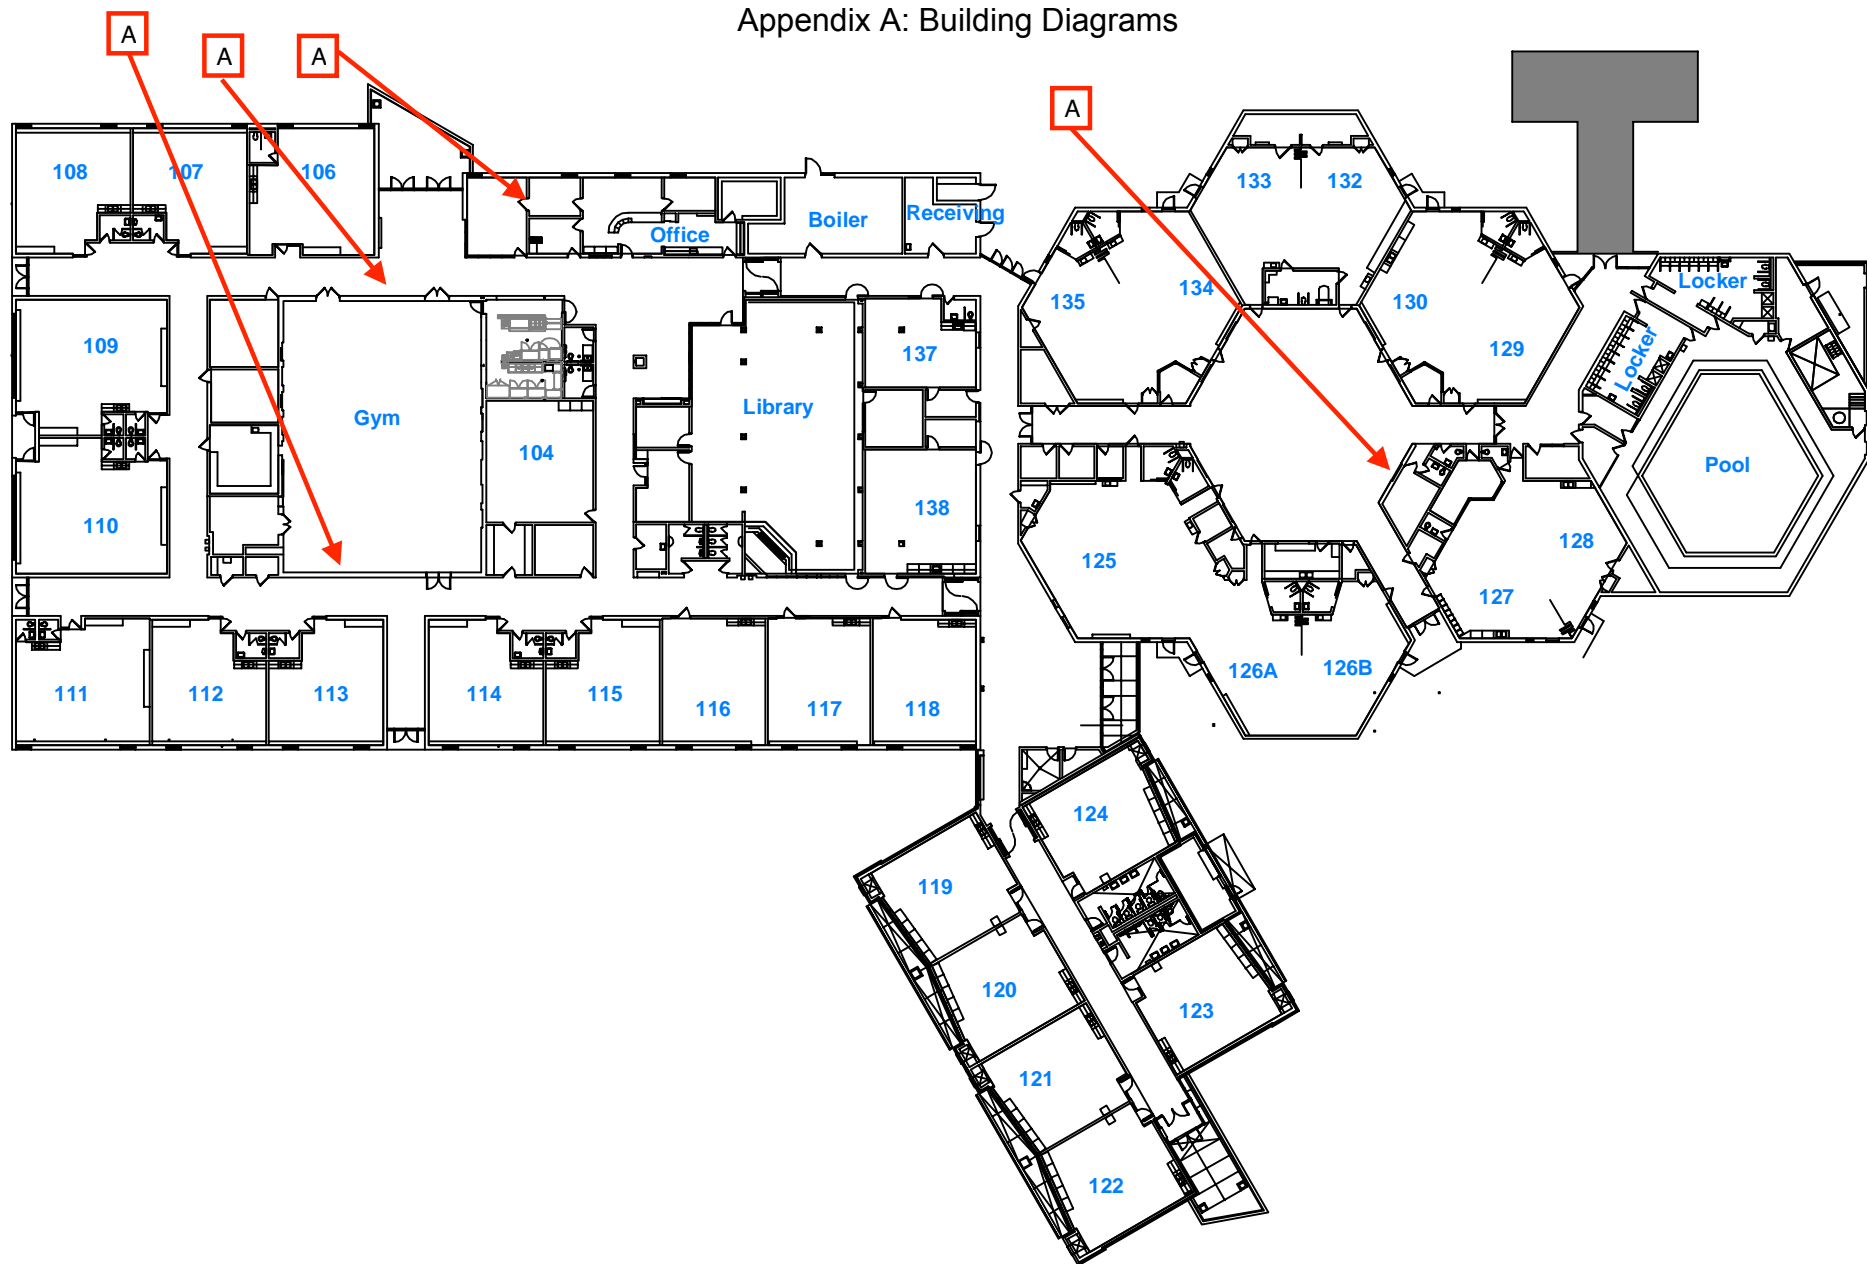 Appendix A: Building Diagrams
A
A
A
A
108
107
106
133
132
Boiler
Receiving
Office
Locker
135
134
130
109
137
129
Locker
Gym
Library
104
Pool
110
138
128
125
127
126A
126B
111
112
113
114
115
116
117
118
124
119
120
123
121
122